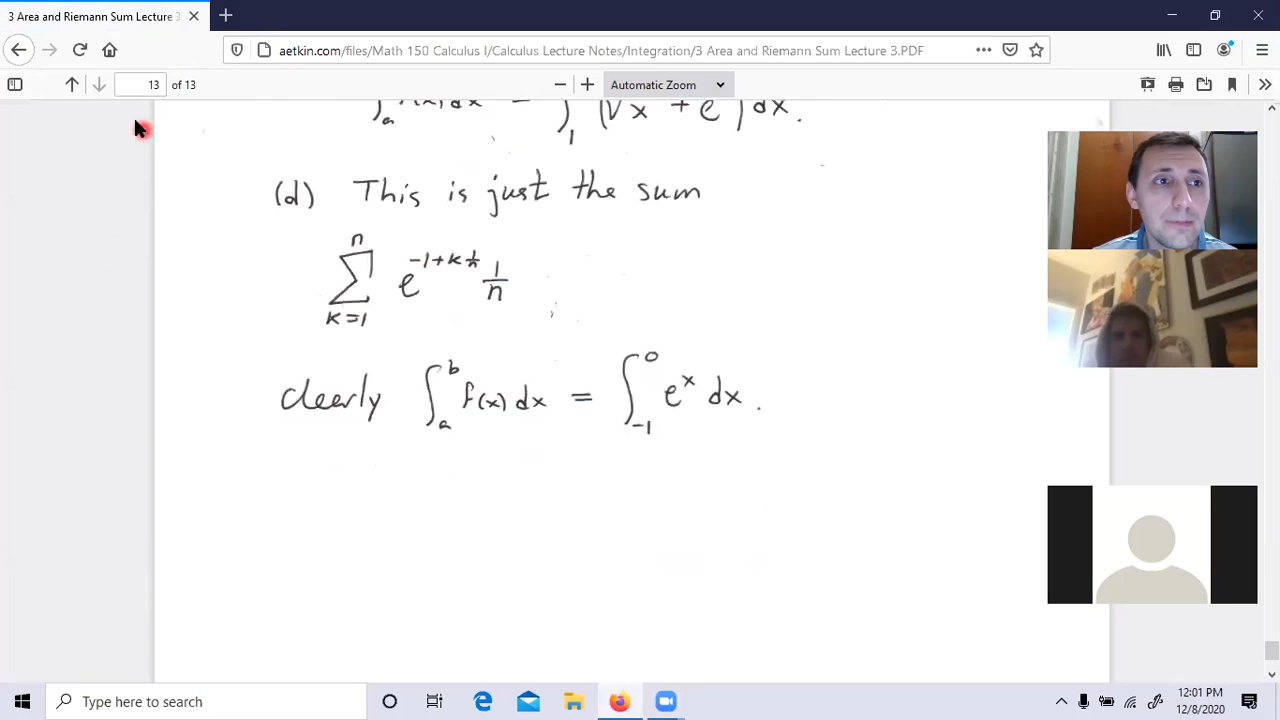 3 Area and Riemann Sum Lecture 3
aetkin.com/files/Math 150 Calculus I/Calculus Lecture Notes/Integration/3 Area and Riemann Sum Lecture 3.PDF
13 of 13
Automatic Zoom
∫₁ (√x + e ) dx.
(d) This is just the sum
n
∑ e^{-1+k 1/n} 1/n
k=1
clearly ∫_a^b f(x) dx = ∫_{-1}^0 e^x dx.
Type here to search
12:01 PM
12/8/2020